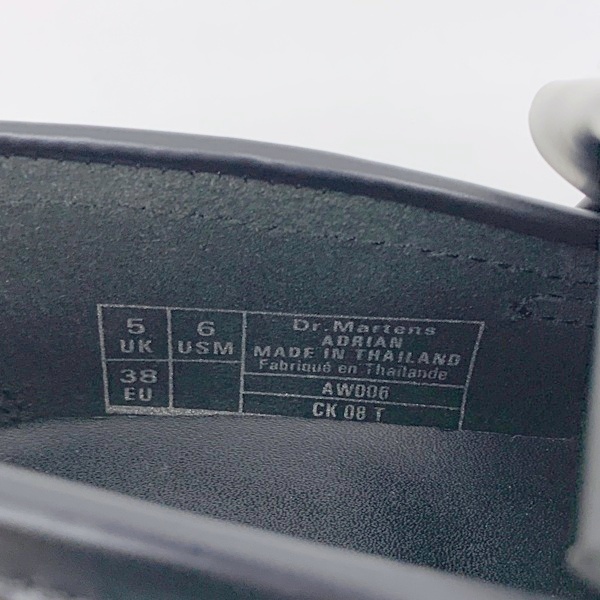 5
UK
6
USM
38
EU
Dr. Martens
ADRIAN
MADE IN THAILAND
Fabriqué en Thaïlande
AW006
CK 08 T